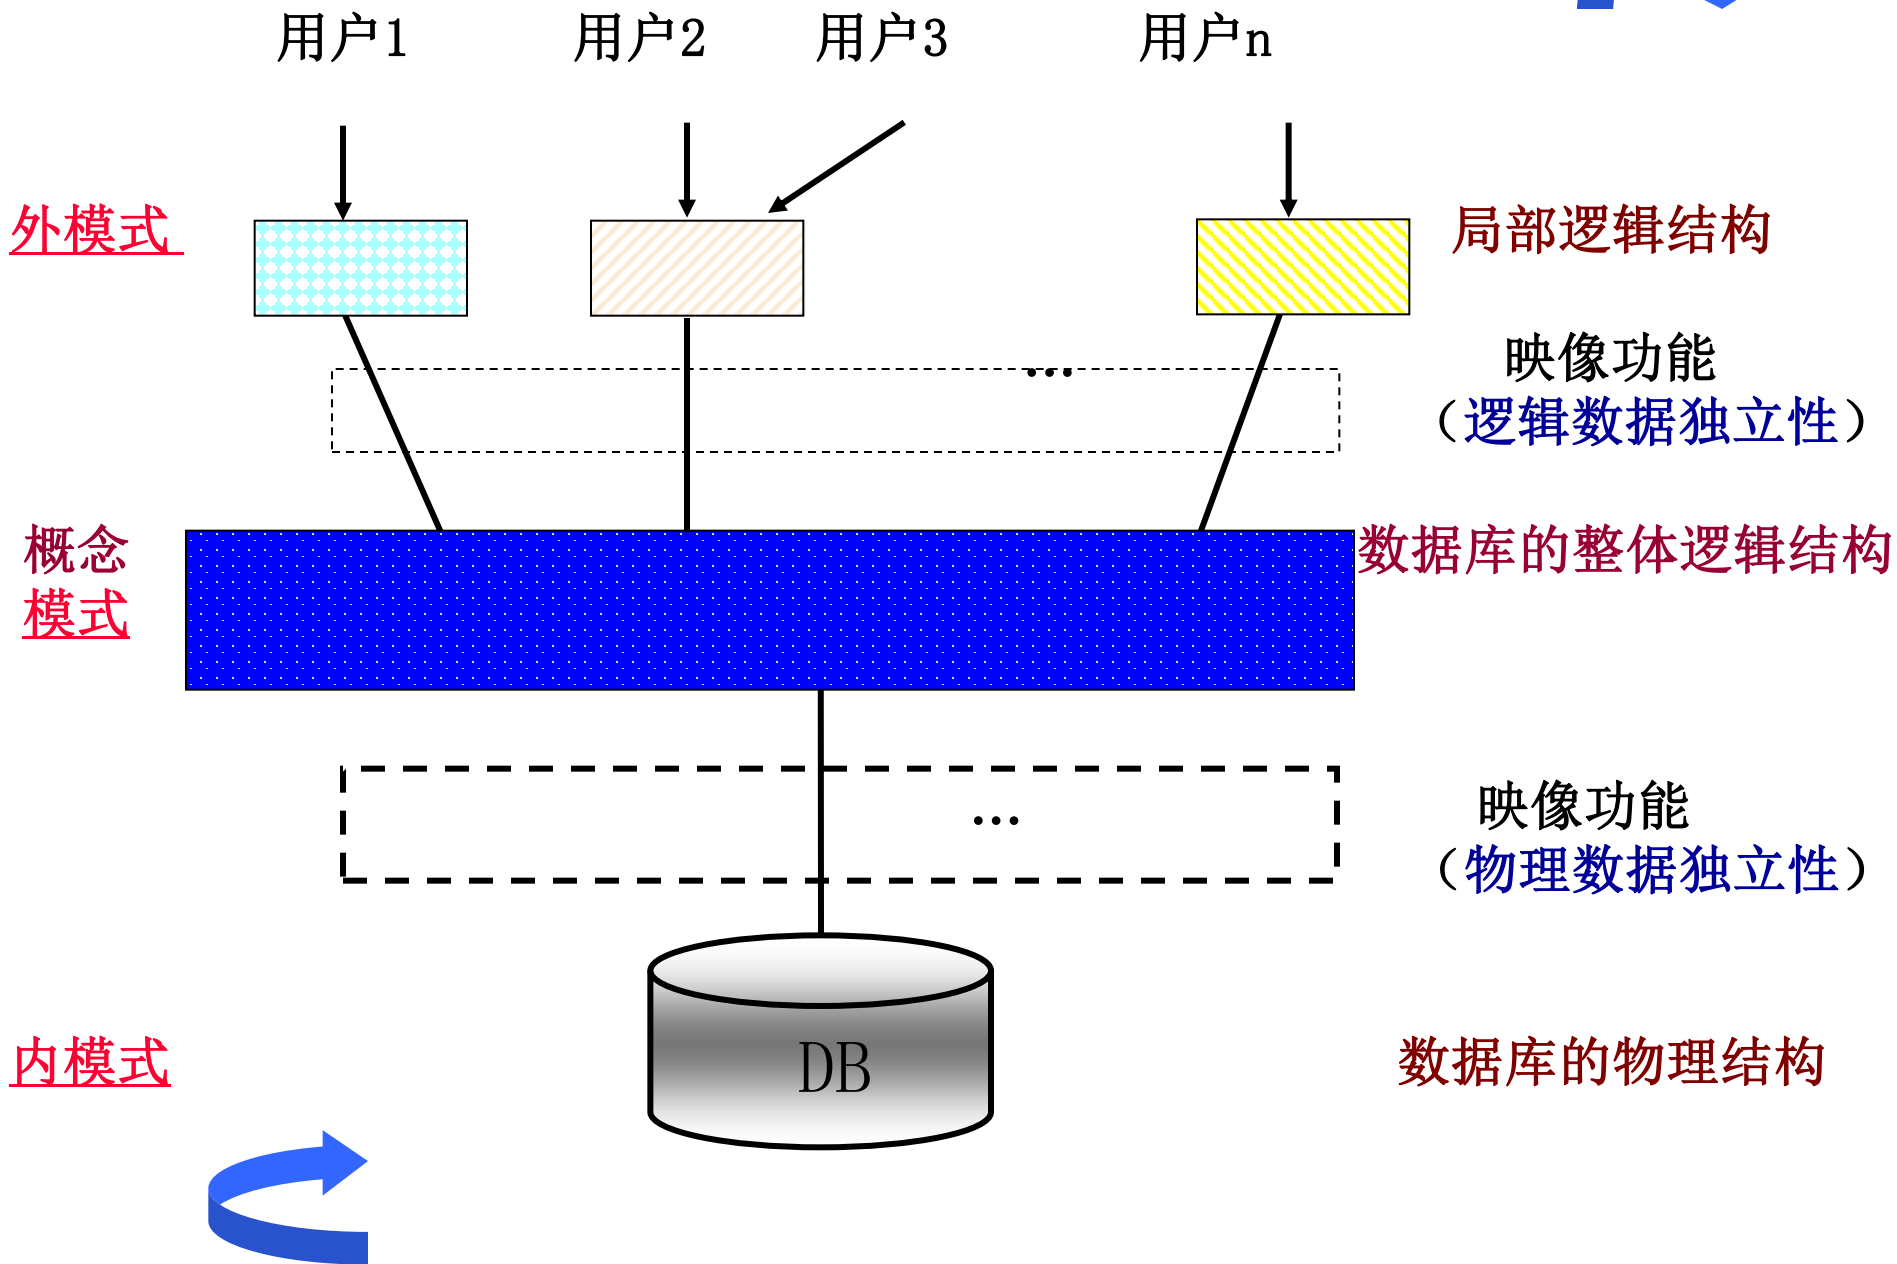 用户1 用户2 用户3 用户n
外模式 局部逻辑结构
映像功能
...
（逻辑数据独立性）
概念 数据库的整体逻辑结构
模式
映像功能
...
（物理数据独立性）
DB
内模式 数据库的物理结构